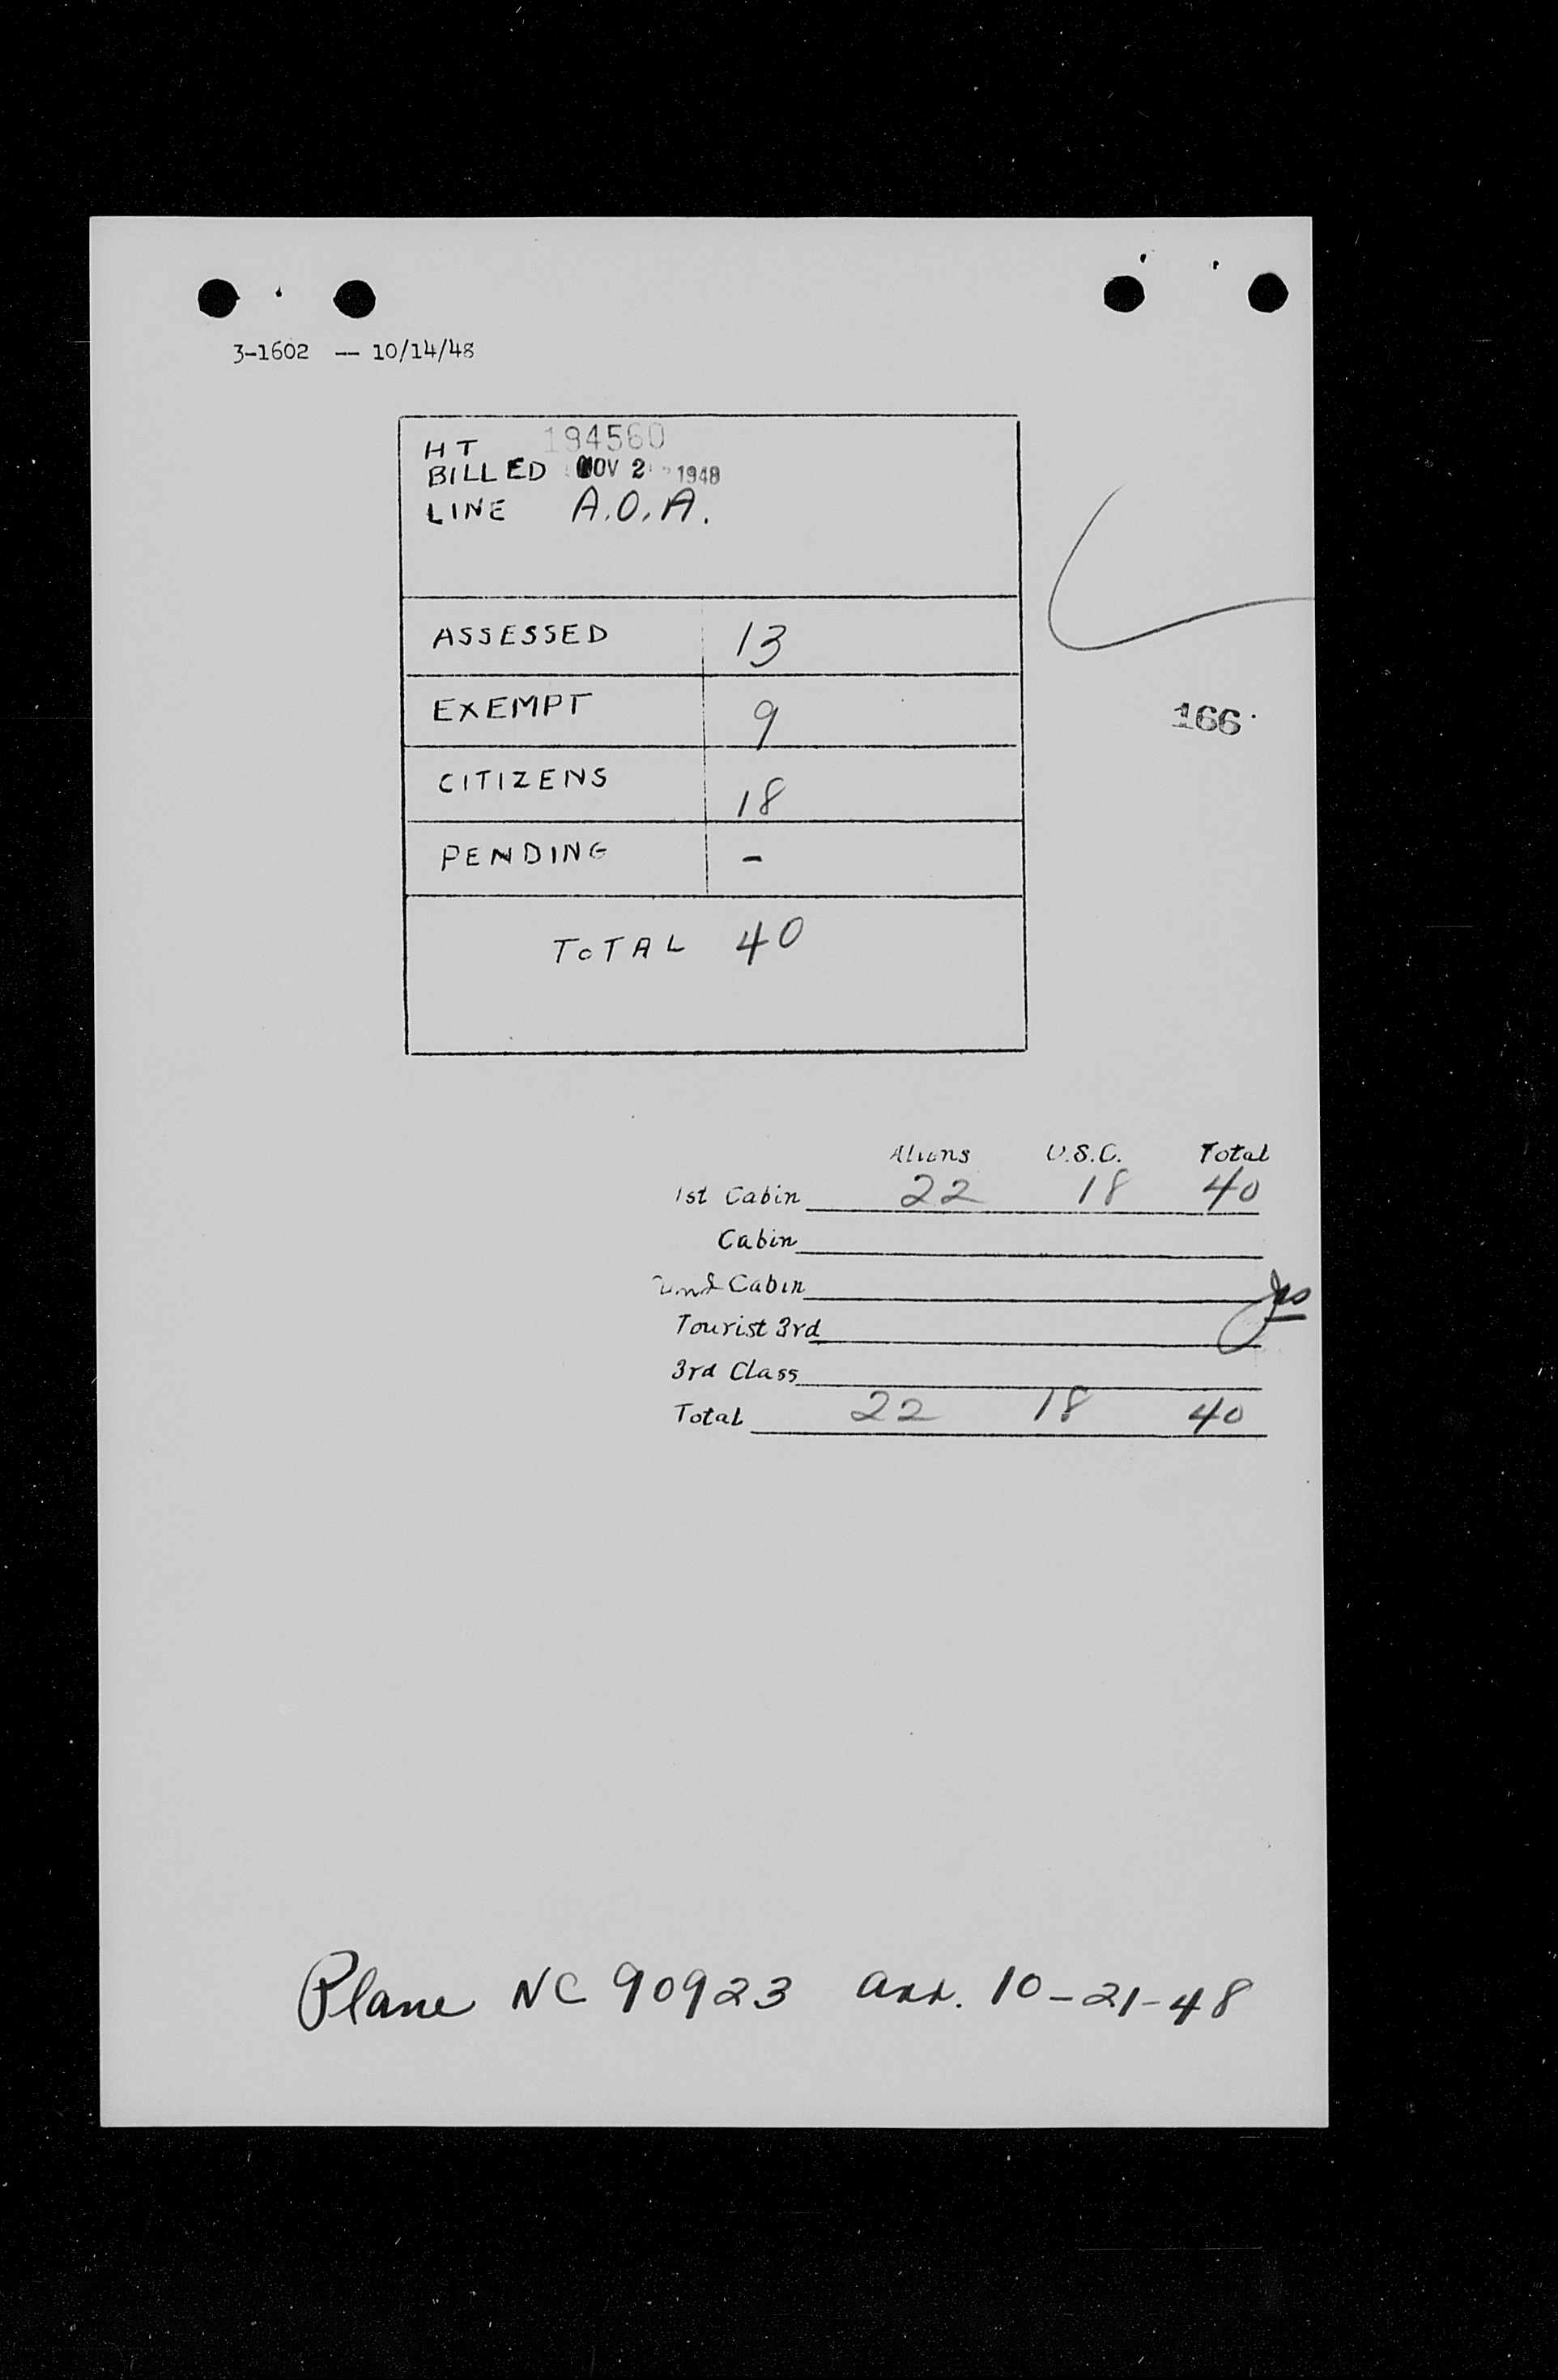 3-1602 -- 10/14/48
HT 194560
BILLED NOV 2 1948
LINE A.O.A.
ASSESSED 13
166
EXEMPT 9
CITIZENS 18
PENDING -
TOTAL 40
Aliens U.S.C. Total
1st Cabin 22 18 40
Cabin
2nd Cabin
Tourist 3rd
3rd Class
Total 22 18 40
Plane NC 90923 arr. 10-21-48